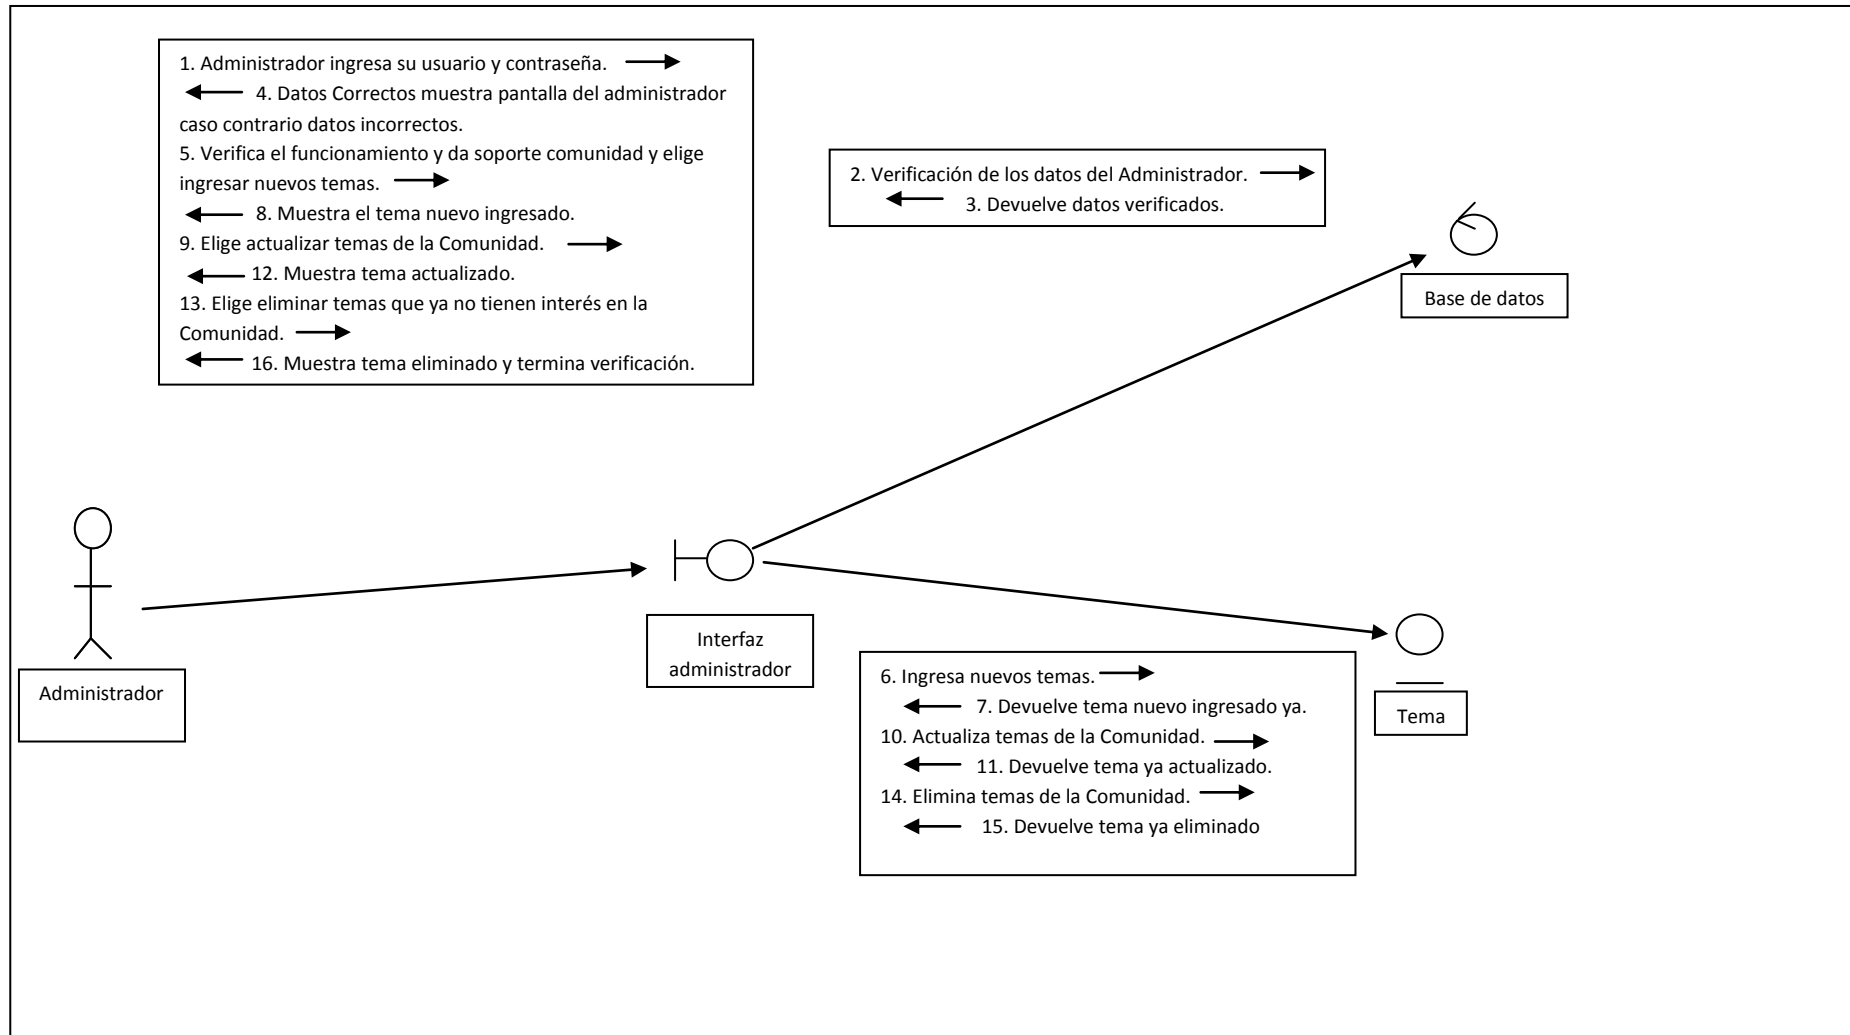 1. Administrador ingresa su usuario y contraseña.
4. Datos Correctos muestra pantalla del administrador
caso contrario datos incorrectos.
5. Verifica el funcionamiento y da soporte comunidad y elige
ingresar nuevos temas.
8. Muestra el tema nuevo ingresado.
9. Elige actualizar temas de la Comunidad.
12. Muestra tema actualizado.
13. Elige eliminar temas que ya no tienen interés en la
Comunidad.
16. Muestra tema eliminado y termina verificación.
2. Verificación de los datos del Administrador.
3. Devuelve datos verificados.
Base de datos
Interfaz
administrador
Administrador
6. Ingresa nuevos temas.
7. Devuelve tema nuevo ingresado ya.
10. Actualiza temas de la Comunidad.
11. Devuelve tema ya actualizado.
14. Elimina temas de la Comunidad.
15. Devuelve tema ya eliminado
Tema